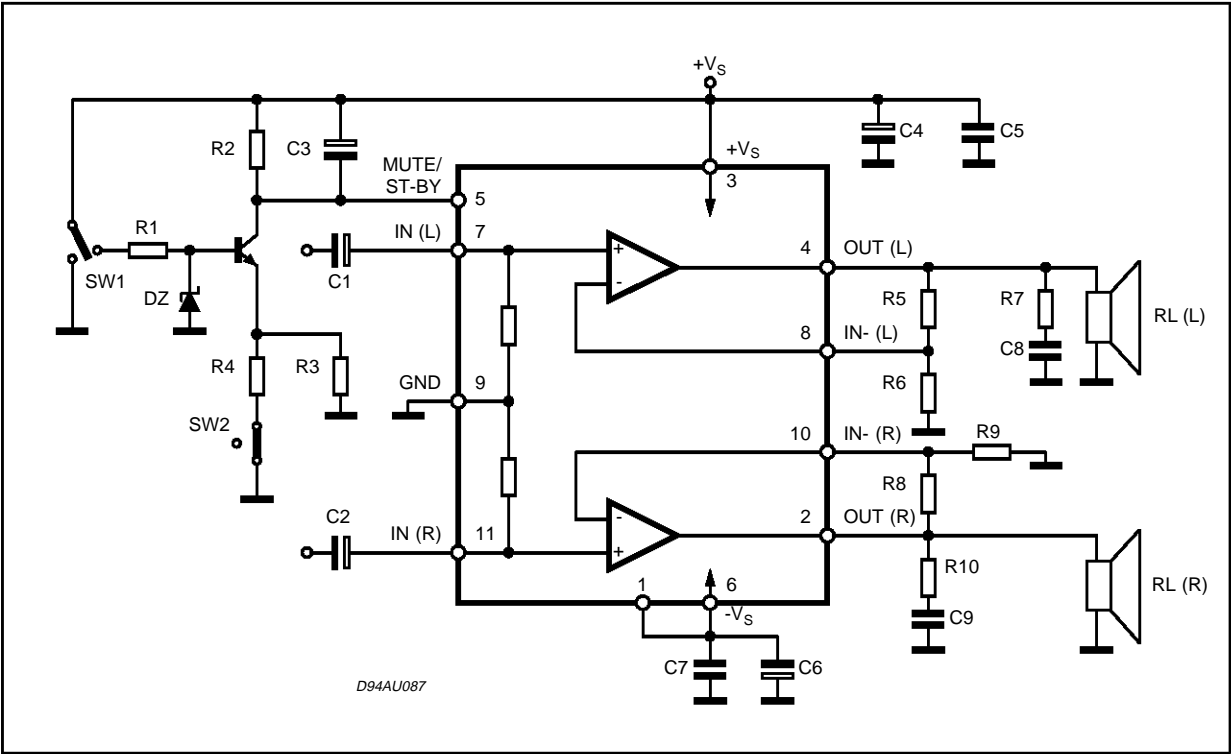 +VS
R2
C3
C4
C5
MUTE/
ST-BY
5
+VS
3
R1
SW1
DZ
IN (L)
7
C1
+
-
4
OUT (L)
R5
R7
RL (L)
8
IN- (L)
C8
R4
R3
GND
9
R6
SW2
10
IN- (R)
R9
R8
C2
IN (R)
11
-
+
2
OUT (R)
R10
RL (R)
1
6
-VS
C9
C7
C6
D94AU087